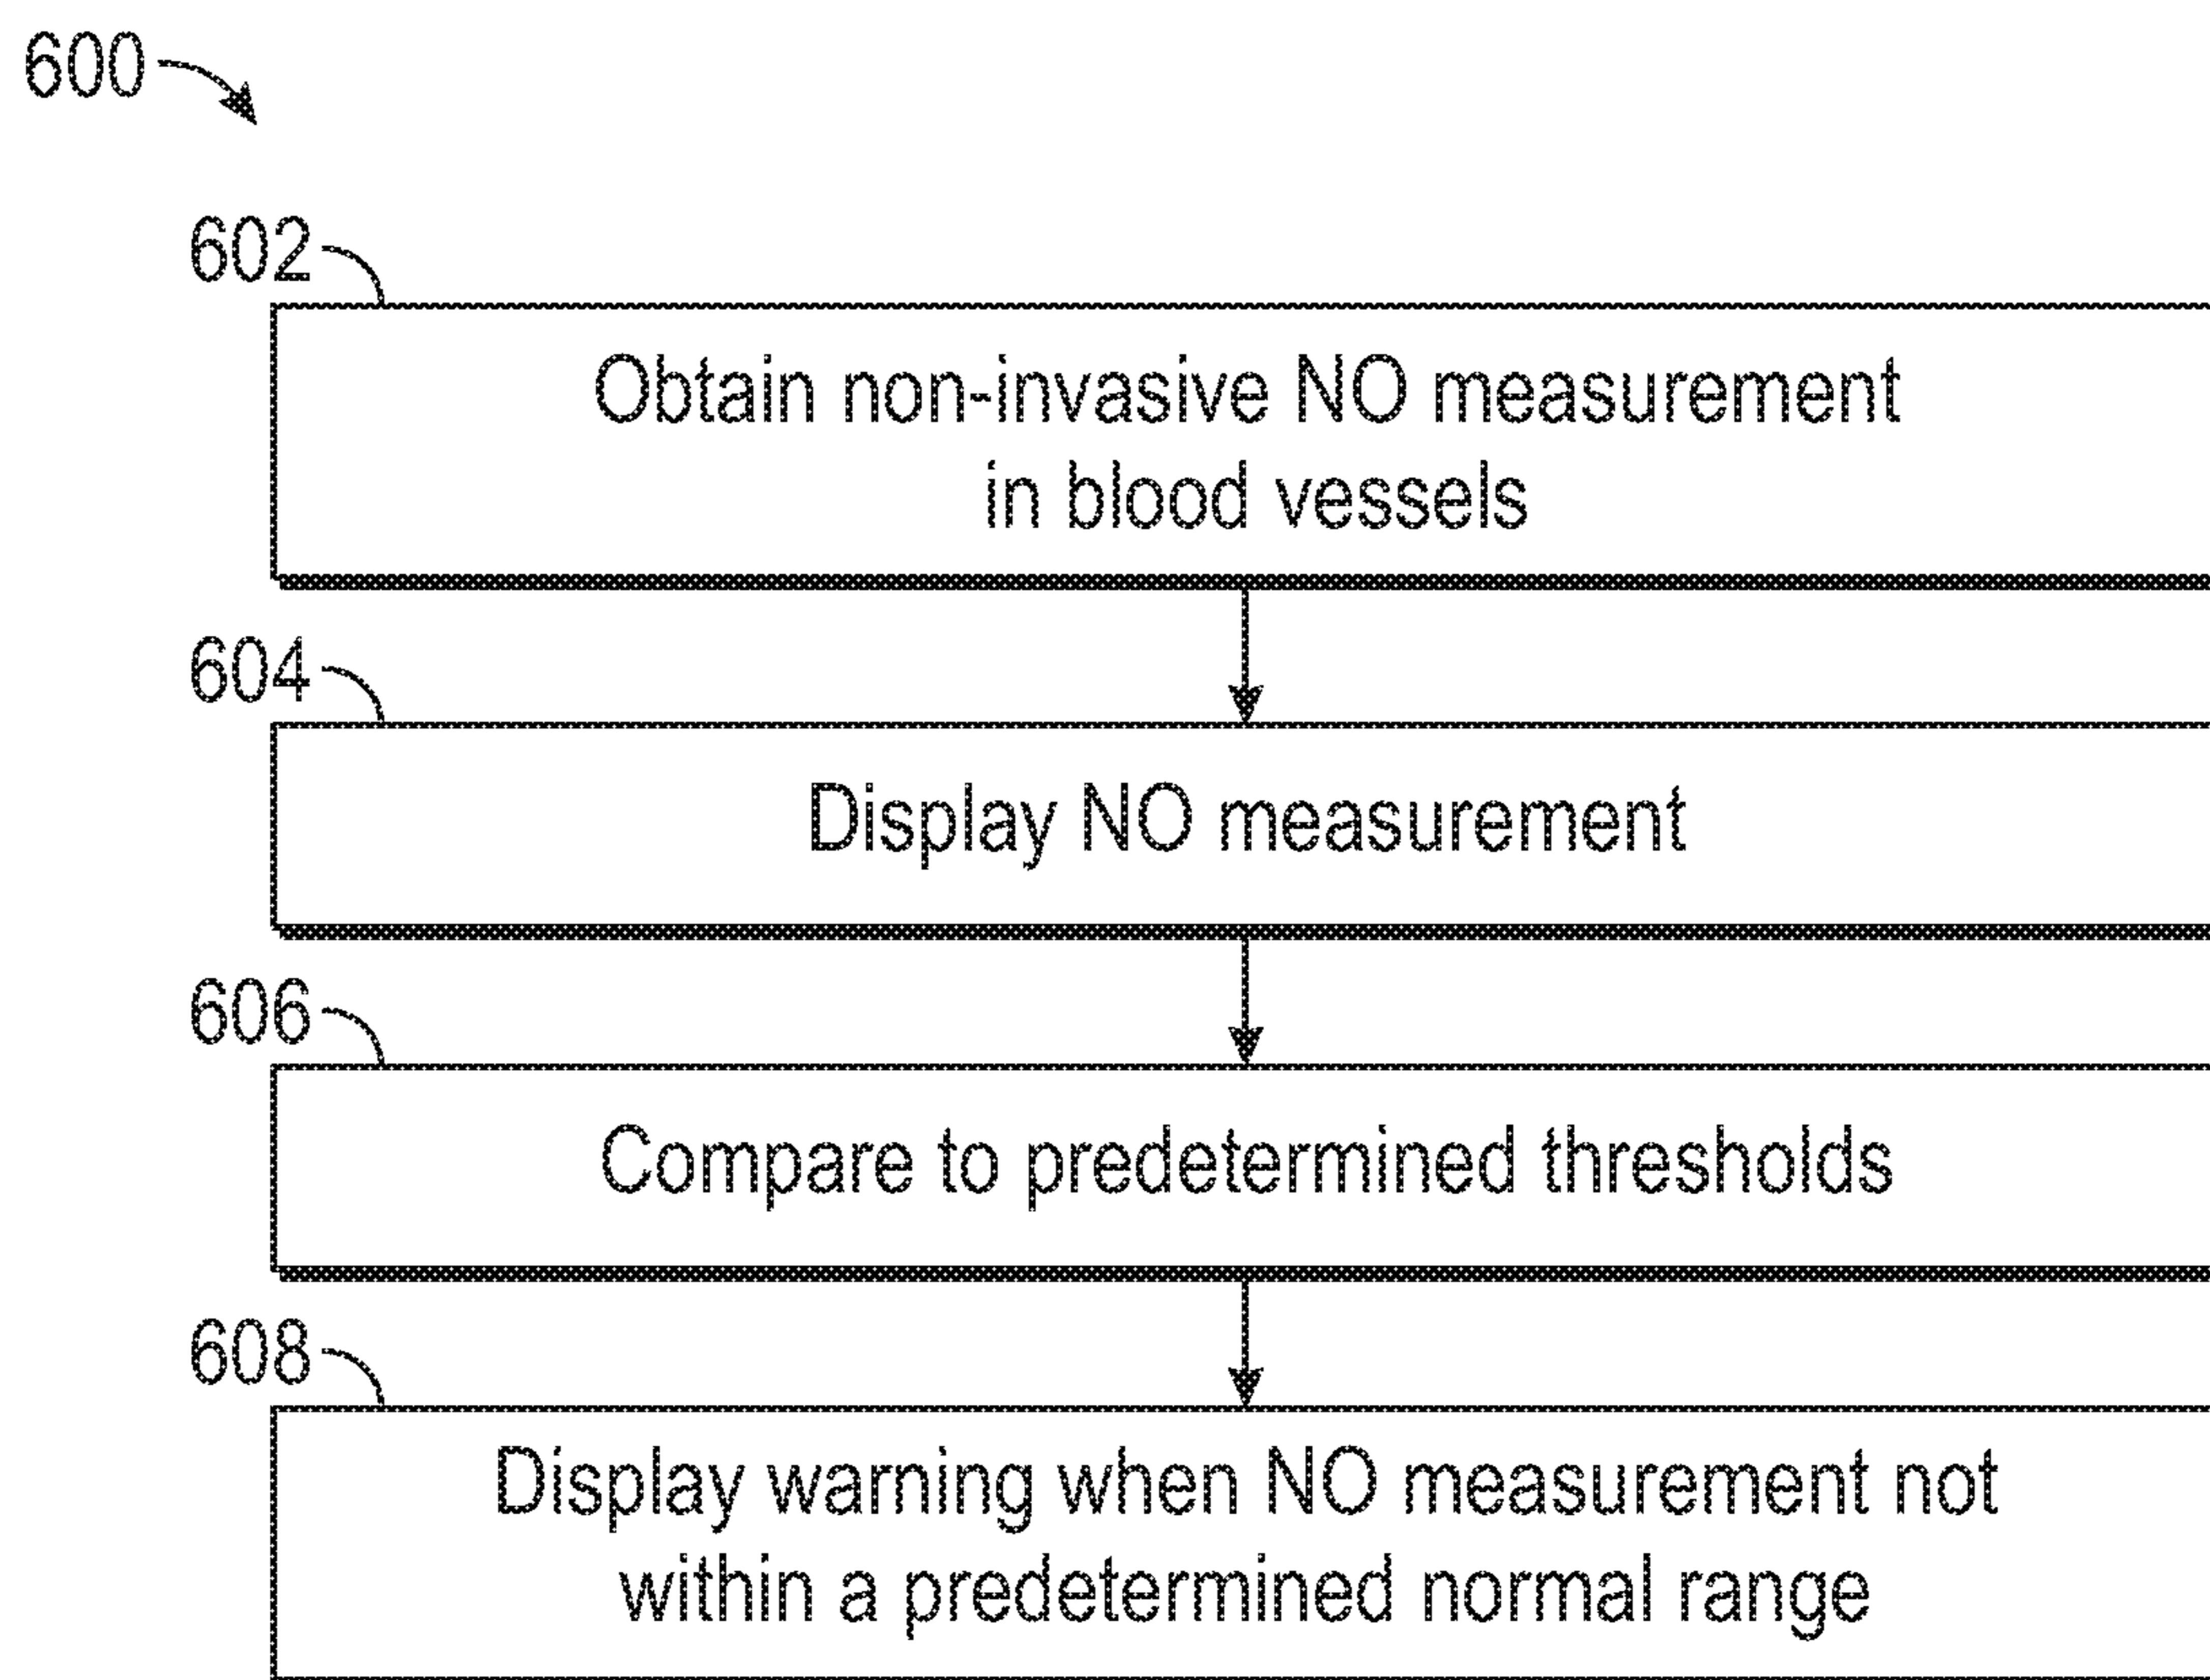 600
602
Obtain non-invasive NO measurement
in blood vessels
604
Display NO measurement
606
Compare to predetermined thresholds
608
Display warning when NO measurement not
within a predetermined normal range